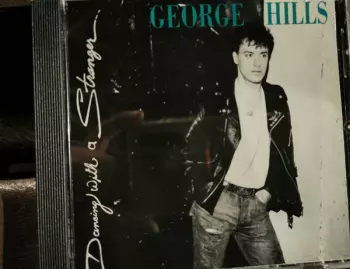 GEORGE HILLS
Dancing with a Stranger